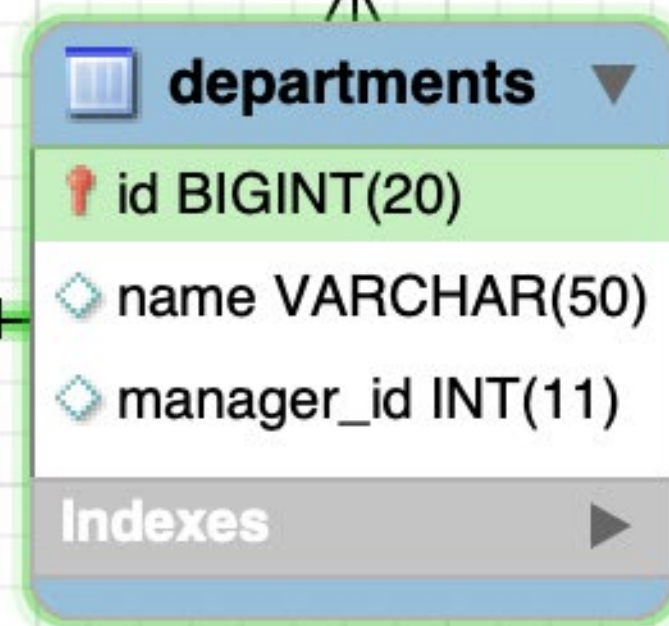 departments
id BIGINT(20)
name VARCHAR(50)
manager_id INT(11)
Indexes